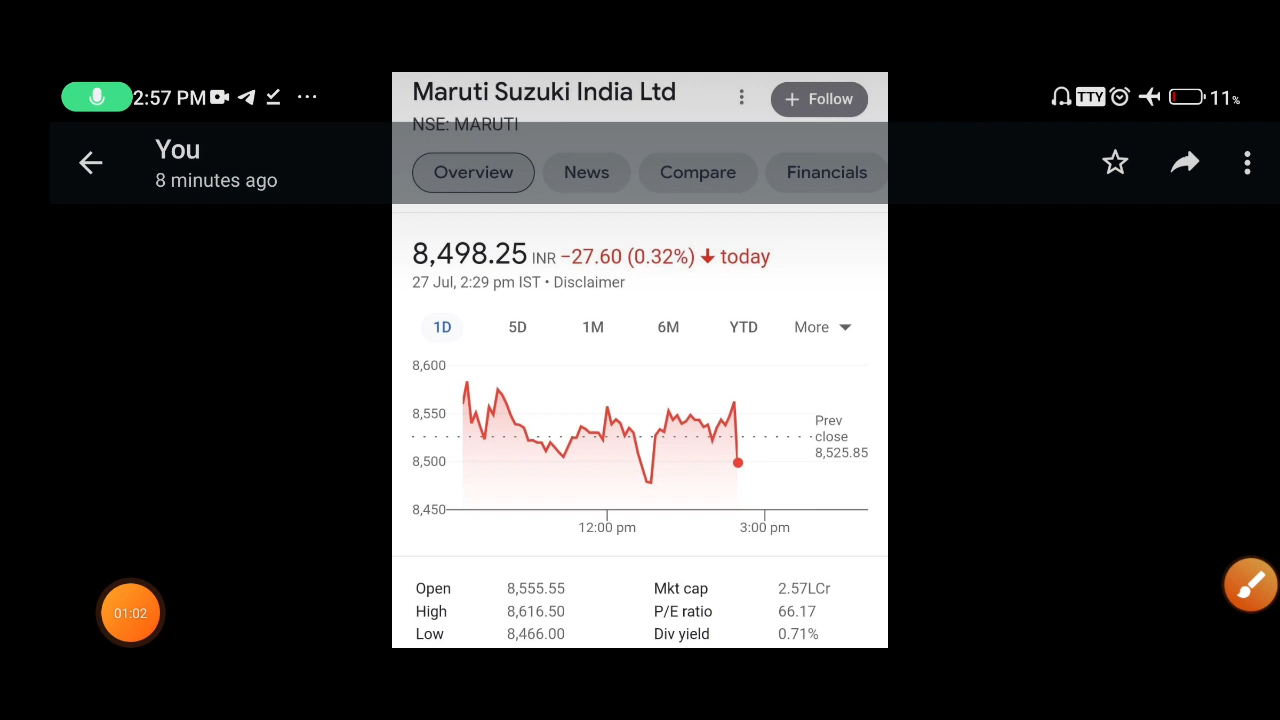 2:57 PM
TTY
11%
You
8 minutes ago
Maruti Suzuki India Ltd
+ Follow
NSE: MARUTI
Overview News Compare Financials
8,498.25 INR −27.60 (0.32%) ↓ today
27 Jul, 2:29 pm IST • Disclaimer
1D 5D 1M 6M YTD More
8,600
8,550
8,500
8,450
Prev
close
8,525.85
12:00 pm 3:00 pm
Open 8,555.55 Mkt cap 2.57LCr
High 8,616.50 P/E ratio 66.17
Low 8,466.00 Div yield 0.71%
01:02